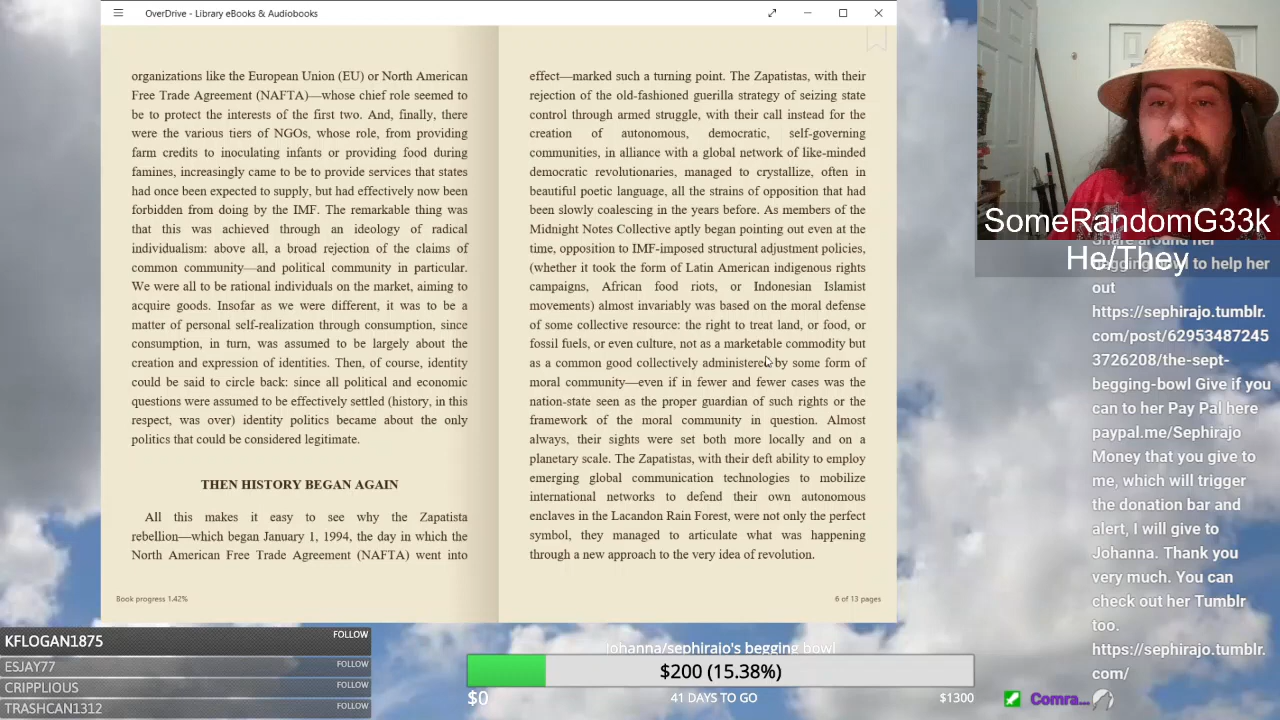 OverDrive - Library eBooks & Audiobooks
organizations like the European Union (EU) or North American
Free Trade Agreement (NAFTA)—whose chief role seemed to
be to protect the interests of the first two. And, finally, there
were the various tiers of NGOs, whose role, from providing
farm credits to inoculating infants or providing food during
famines, increasingly came to be to provide services that states
had once been expected to supply, but had effectively now been
forbidden from doing by the IMF. The remarkable thing was
that this was achieved through an ideology of radical
individualism: above all, a broad rejection of the claims of
common community—and political community in particular.
We were all to be rational individuals on the market, aiming to
acquire goods. Insofar as we were different, it was to be a
matter of personal self-realization through consumption, since
consumption, in turn, was assumed to be largely about the
creation and expression of identities. Then, of course, identity
could be said to circle back: since all political and economic
questions were assumed to be effectively settled (history, in this
respect, was over) identity politics became about the only
politics that could be considered legitimate.
THEN HISTORY BEGAN AGAIN
All this makes it easy to see why the Zapatista
rebellion—which began January 1, 1994, the day in which the
North American Free Trade Agreement (NAFTA) went into
Book progress 1.42%
effect—marked such a turning point. The Zapatistas, with their
rejection of the old-fashioned guerilla strategy of seizing state
control through armed struggle, with their call instead for the
creation of autonomous, democratic, self-governing
communities, in alliance with a global network of like-minded
democratic revolutionaries, managed to crystallize, often in
beautiful poetic language, all the strains of opposition that had
been slowly coalescing in the years before. As members of the
Midnight Notes Collective aptly began pointing out even at the
time, opposition to IMF-imposed structural adjustment policies,
(whether it took the form of Latin American indigenous rights
campaigns, African food riots, or Indonesian Islamist
movements) almost invariably was based on the moral defense
of some collective resource: the right to treat land, or food, or
fossil fuels, or even culture, not as a marketable commodity but
as a common good collectively administered by some form of
moral community—even if in fewer and fewer cases was the
nation-state seen as the proper guardian of such rights or the
framework of the moral community in question. Almost
always, their sights were set both more locally and on a
planetary scale. The Zapatistas, with their deft ability to employ
emerging global communication technologies to mobilize
international networks to defend their own autonomous
enclaves in the Lacandon Rain Forest, were not only the perfect
symbol, they managed to articulate what was happening
through a new approach to the very idea of revolution.
6 of 13 pages
SomeRandomG33k
He/They
Share around her
begging bowl to help her
out
https://sephirajo.tumblr.
com/post/62953487245
3726208/the-sept-
begging-bowl Give if you
can to her Pay Pal here
paypal.me/Sephirajo
Money that you give to
me, which will trigger
the donation bar and
alert, I will give to
Johanna. Thank you
very much. You can
check out her Tumblr
too.
https://sephirajo.tumblr.
com/
Comra...
KFLOGAN1875 FOLLOW
ESJAY77 FOLLOW
CRIPPLIOUS FOLLOW
TRASHCAN1312 FOLLOW
Johanna/sephirajo's begging bowl
$200 (15.38%)
$0 41 DAYS TO GO $1300